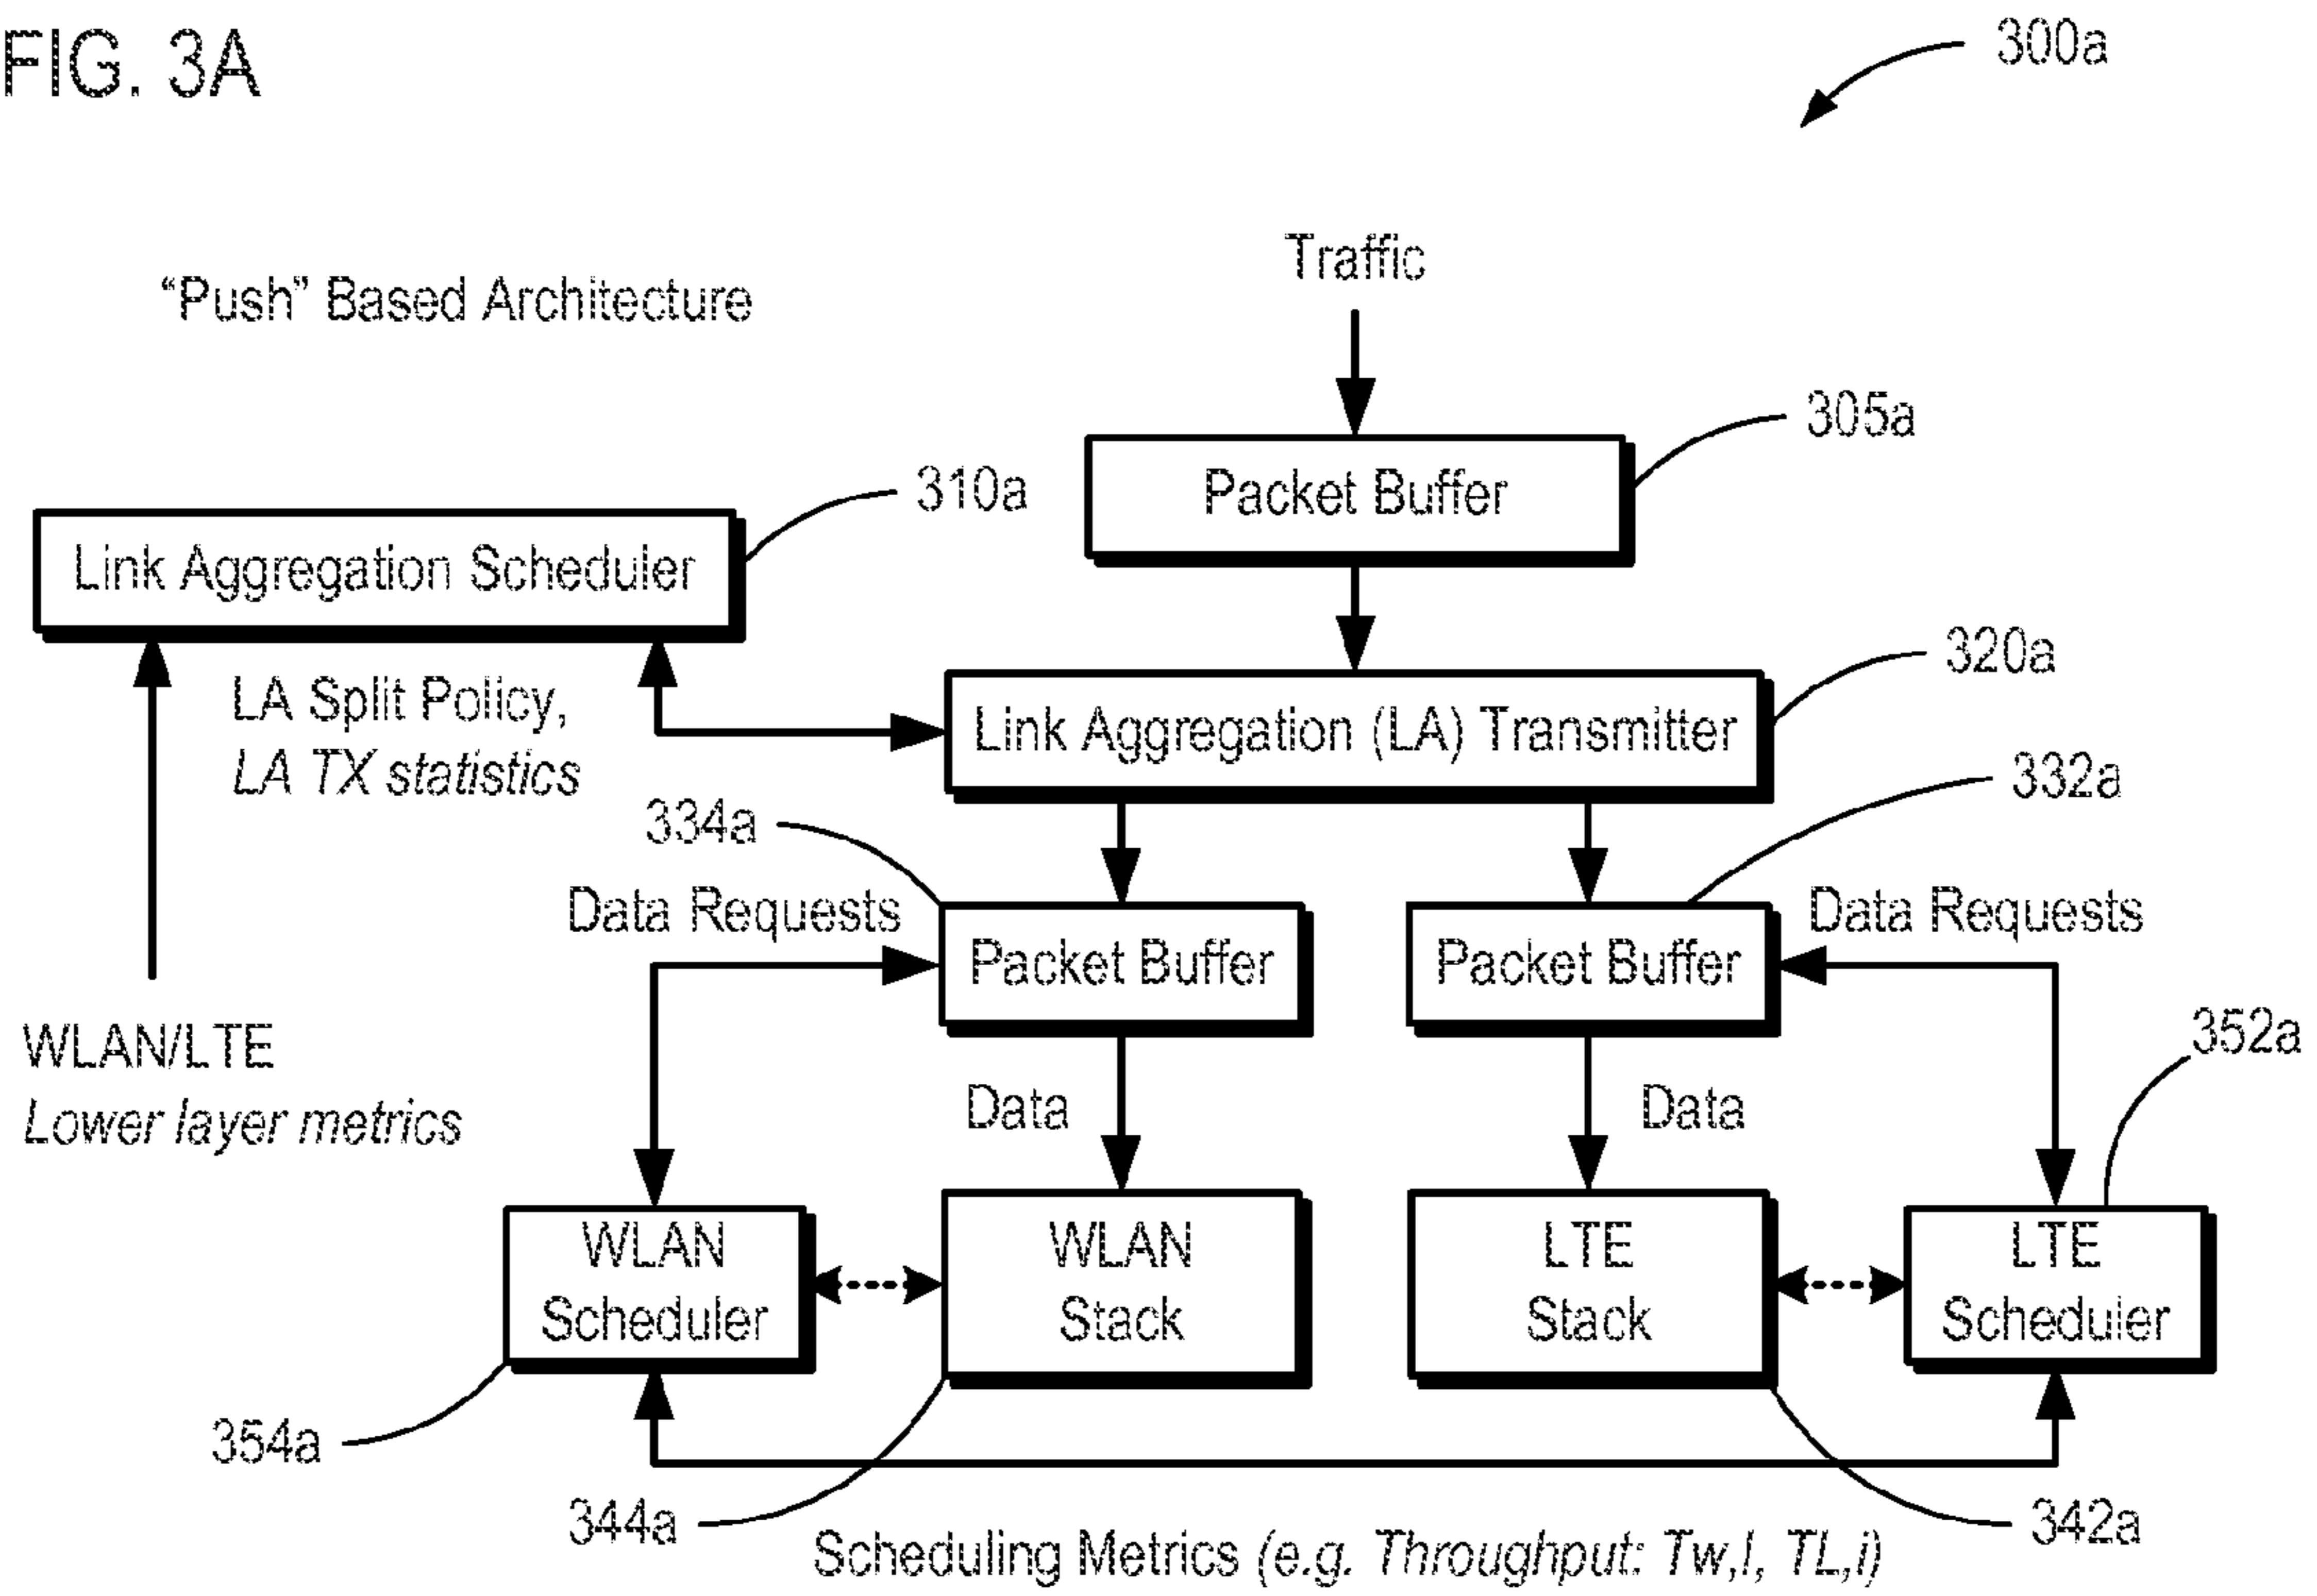 FIG. 3A
300a
"Push" Based Architecture
Traffic
305a
Packet Buffer
310a
Link Aggregation Scheduler
320a
LA Split Policy,
LA TX statistics
Link Aggregation (LA) Transmitter
332a
334a
Data Requests
Data Requests
Packet Buffer
Packet Buffer
352a
WLAN/LTE
Lower layer metrics
Data
Data
WLAN
Scheduler
WLAN
Stack
LTE
Stack
LTE
Scheduler
354a
344a
342a
Scheduling Metrics (e.g. Throughput: Tw,l, TL,i)